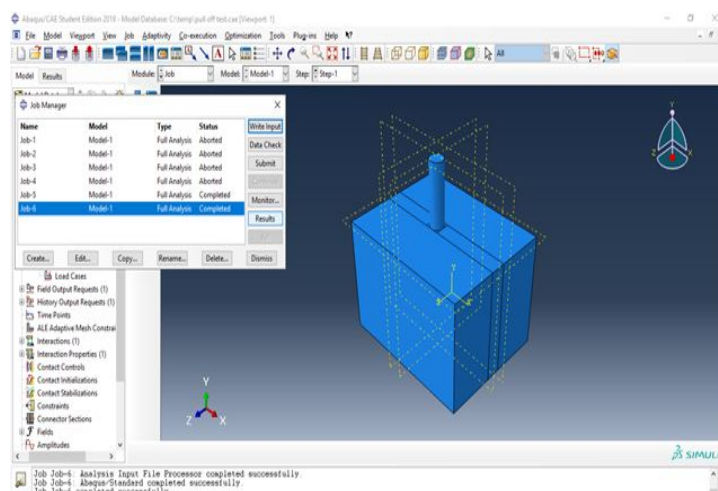 Abaqus/CAE Student Edition 2018 - Model Database: C:\temp\pull off test.cae [Viewport: 1]
File Model Viewport View Job Adaptivity Co-execution Optimization Tools Plug-ins Help
All
Model Results Module: Job Model: Model-1 Step: Step-1
Job Manager
Name Model Type Status Write Input
Job-1 Model-1 Full Analysis Aborted Data Check
Job-2 Model-1 Full Analysis Aborted
Job-3 Model-1 Full Analysis Aborted Submit
Job-4 Model-1 Full Analysis Aborted Continue
Job-5 Model-1 Full Analysis Completed Monitor...
Job-6 Model-1 Full Analysis Completed Results
Create... Edit... Copy... Rename... Delete... Dismiss
Load Cases
Field Output Requests (1)
History Output Requests (1)
Time Points
ALE Adaptive Mesh Constrai
Interactions (1)
Interaction Properties (1)
Contact Controls
Contact Initializations
Contact Stabilizations
Constraints
Connector Sections
Fields
Amplitudes
Y
Z X
Y
SIMULI
Job Job-6: Analysis Input File Processor completed successfully.
Job Job-6: Abaqus/Standard completed successfully.
Job Job-6 completed successfully.